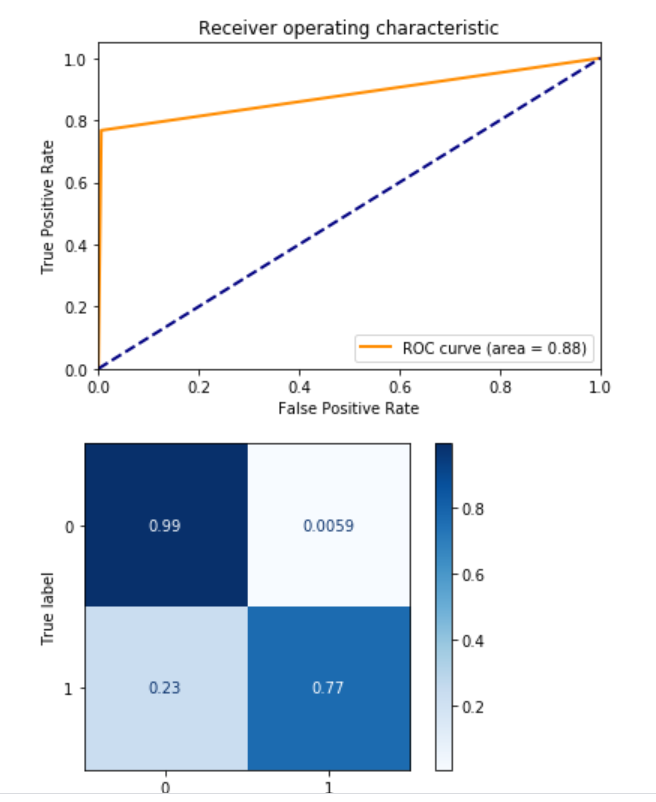 Receiver operating characteristic
1.0
0.8
0.6
0.4
0.2
0.0
True Positive Rate
ROC curve (area = 0.88)
0.0 0.2 0.4 0.6 0.8 1.0
False Positive Rate
True label
0
0.99 0.0059
1
0.23 0.77
0 1
0.8
0.6
0.4
0.2